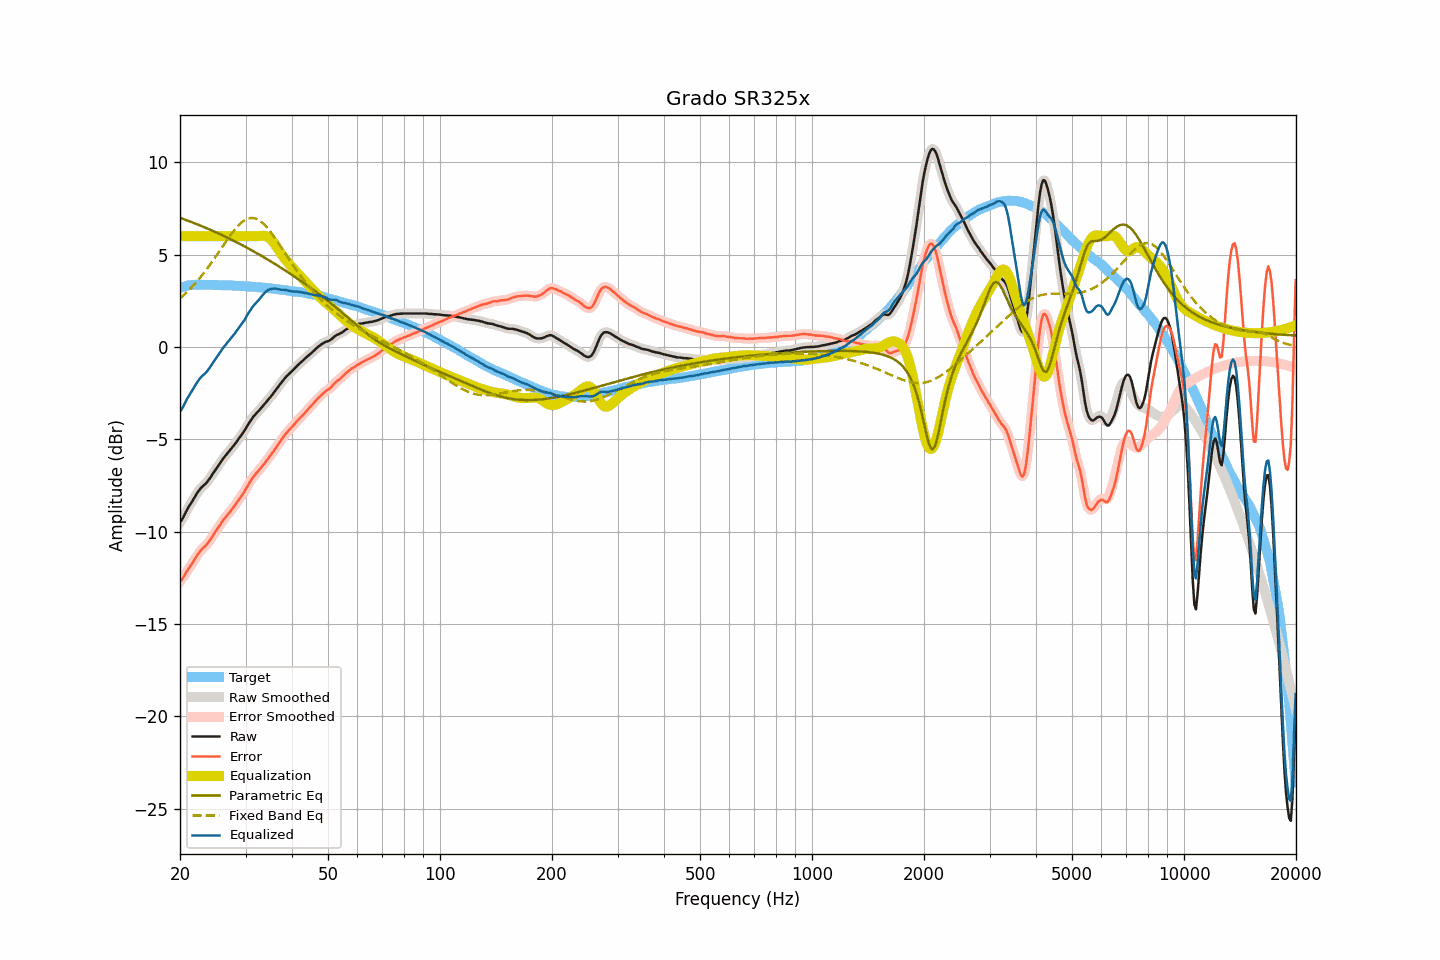 Grado SR325x
10
5
0
−5
−10
−15
−20
−25
Amplitude (dBr)
Target
Raw Smoothed
Error Smoothed
Raw
Error
Equalization
Parametric Eq
Fixed Band Eq
Equalized
20 50 100 200 500 1000 2000 5000 10000 20000
Frequency (Hz)